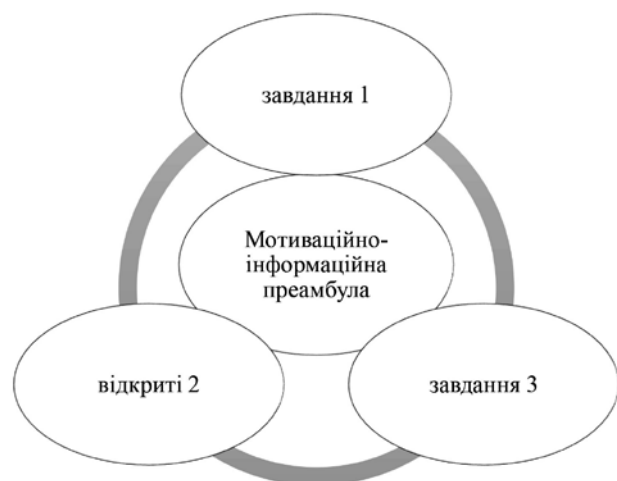 завдання 1
Мотиваційно-
інформаційна
преамбула
відкриті 2
завдання 3